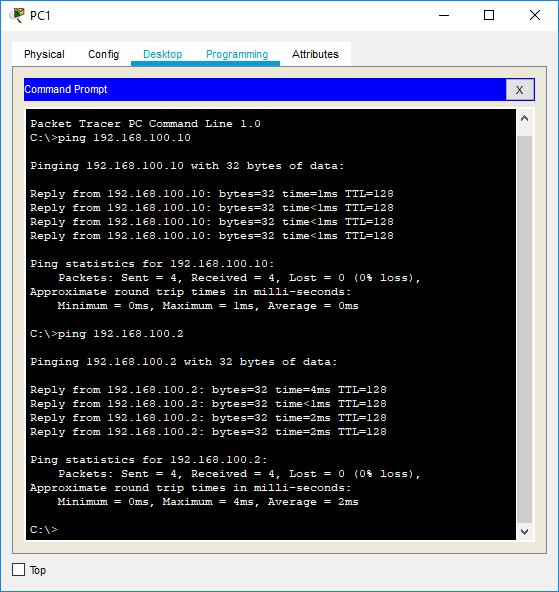 PC1
Physical Config Desktop Programming Attributes
Command Prompt X
Packet Tracer PC Command Line 1.0
C:\>ping 192.168.100.10
Pinging 192.168.100.10 with 32 bytes of data:
Reply from 192.168.100.10: bytes=32 time=1ms TTL=128
Reply from 192.168.100.10: bytes=32 time<1ms TTL=128
Reply from 192.168.100.10: bytes=32 time<1ms TTL=128
Reply from 192.168.100.10: bytes=32 time<1ms TTL=128
Ping statistics for 192.168.100.10:
Packets: Sent = 4, Received = 4, Lost = 0 (0% loss),
Approximate round trip times in milli-seconds:
Minimum = 0ms, Maximum = 1ms, Average = 0ms
C:\>ping 192.168.100.2
Pinging 192.168.100.2 with 32 bytes of data:
Reply from 192.168.100.2: bytes=32 time=4ms TTL=128
Reply from 192.168.100.2: bytes=32 time<1ms TTL=128
Reply from 192.168.100.2: bytes=32 time=2ms TTL=128
Reply from 192.168.100.2: bytes=32 time=2ms TTL=128
Ping statistics for 192.168.100.2:
Packets: Sent = 4, Received = 4, Lost = 0 (0% loss),
Approximate round trip times in milli-seconds:
Minimum = 0ms, Maximum = 4ms, Average = 2ms
C:\>
Top